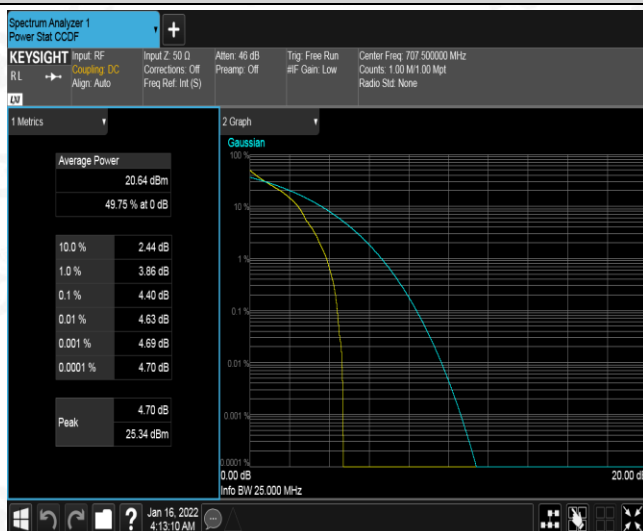 Spectrum Analyzer 1
Power Stat CCDF
+
KEYSIGHT
RL
LXI
Input: RF
Coupling: DC
Align: Auto
Input Z: 50 Ω
Corrections: Off
Freq Ref: Int (S)
Atten: 46 dB
Preamp: Off
Trig: Free Run
#IF Gain: Low
Center Freq: 707.500000 MHz
Counts: 1.00 M/1.00 Mpt
Radio Std: None
1 Metrics
Average Power
20.64 dBm
49.75 % at 0 dB
10.0 % 2.44 dB
1.0 % 3.86 dB
0.1 % 4.40 dB
0.01 % 4.63 dB
0.001 % 4.69 dB
0.0001 % 4.70 dB
Peak
4.70 dB
25.34 dBm
2 Graph
Gaussian
100 %
10 %
1 %
0.1 %
0.01 %
0.001 %
0.0001 %
0.00 dB
20.00 dB
Info BW 25.000 MHz
?
Jan 16, 2022
4:13:10 AM